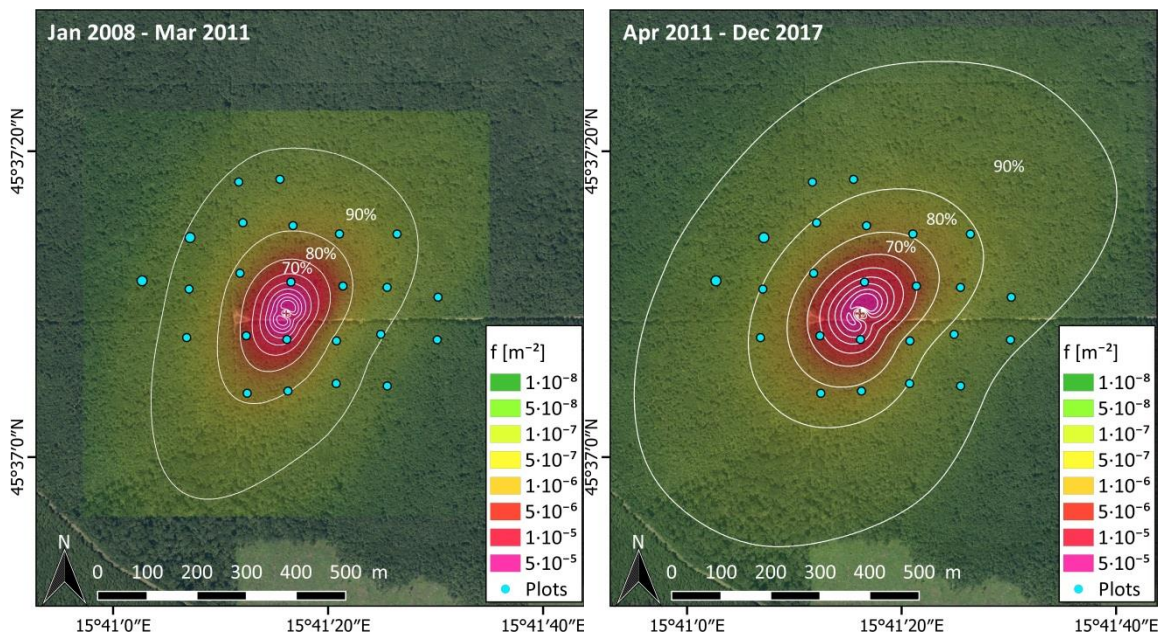 Jan 2008 - Mar 2011
45°37'20"N
45°37'0"N
90%
80%
70%
f [m⁻²]
1·10⁻⁸
5·10⁻⁸
1·10⁻⁷
5·10⁻⁷
1·10⁻⁶
5·10⁻⁶
1·10⁻⁵
5·10⁻⁵
Plots
N
0 100 200 300 400 500 m
15°41'0"E 15°41'20"E 15°41'40"E
Apr 2011 - Dec 2017
45°37'20"N
45°37'0"N
90%
80%
70%
f [m⁻²]
1·10⁻⁸
5·10⁻⁸
1·10⁻⁷
5·10⁻⁷
1·10⁻⁶
5·10⁻⁶
1·10⁻⁵
5·10⁻⁵
Plots
N
0 100 200 300 400 500 m
15°41'0"E 15°41'20"E 15°41'40"E